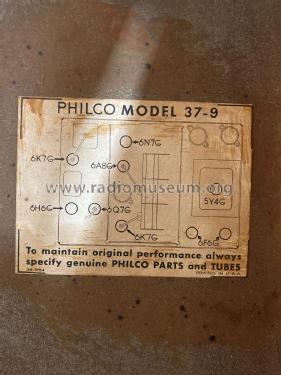 PHILCO MODEL 37-9
6N7G
6K7G
6A8G
www.radiomuseum.org
5Y4G
6H6G
6Q7G
6K7G
6F6G
To maintain original performance always
specify genuine PHILCO PARTS and TUBES
PRINTED IN U.S.A.